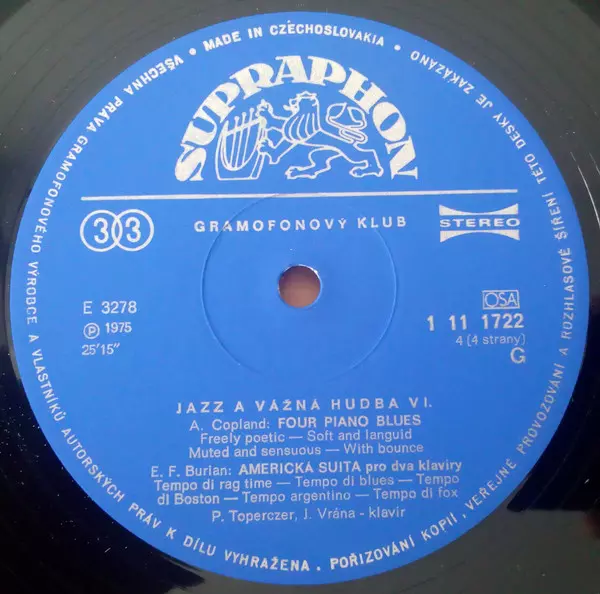 VŠECHNA PRÁVA GRAMOFONOVÉHO VÝROBCE A VLASTNÍKŮ AUTORSKÝCH PRÁV K DÍLU VYHRAŽENA. POŘIZOVÁNÍ KOPIÍ, VEŘEJNÉ PROVOZOVÁNÍ A ROZHLASOVÉ ŠÍŘENÍ TÉTO DESKY JE ZAKÁZÁNO • MADE IN CZECHOSLOVAKIA •
SUPRAPHON
33 GRAMOFONOVÝ KLUB STEREO
E 3278
℗ 1975
25'15"
OSA
1 11 1722
4 (4 strany)
G
JAZZ A VÁŽNÁ HUDBA VI.
A. Copland: FOUR PIANO BLUES
Freely poetic — Soft and languid
Muted and sensuous — With bounce
E. F. Burian: AMERICKÁ SUITA pro dva klavíry
Tempo di rag time — Tempo di blues — Tempo
di Boston — Tempo argentino — Tempo di fox
P. Toperczer, J. Vrána - klavír